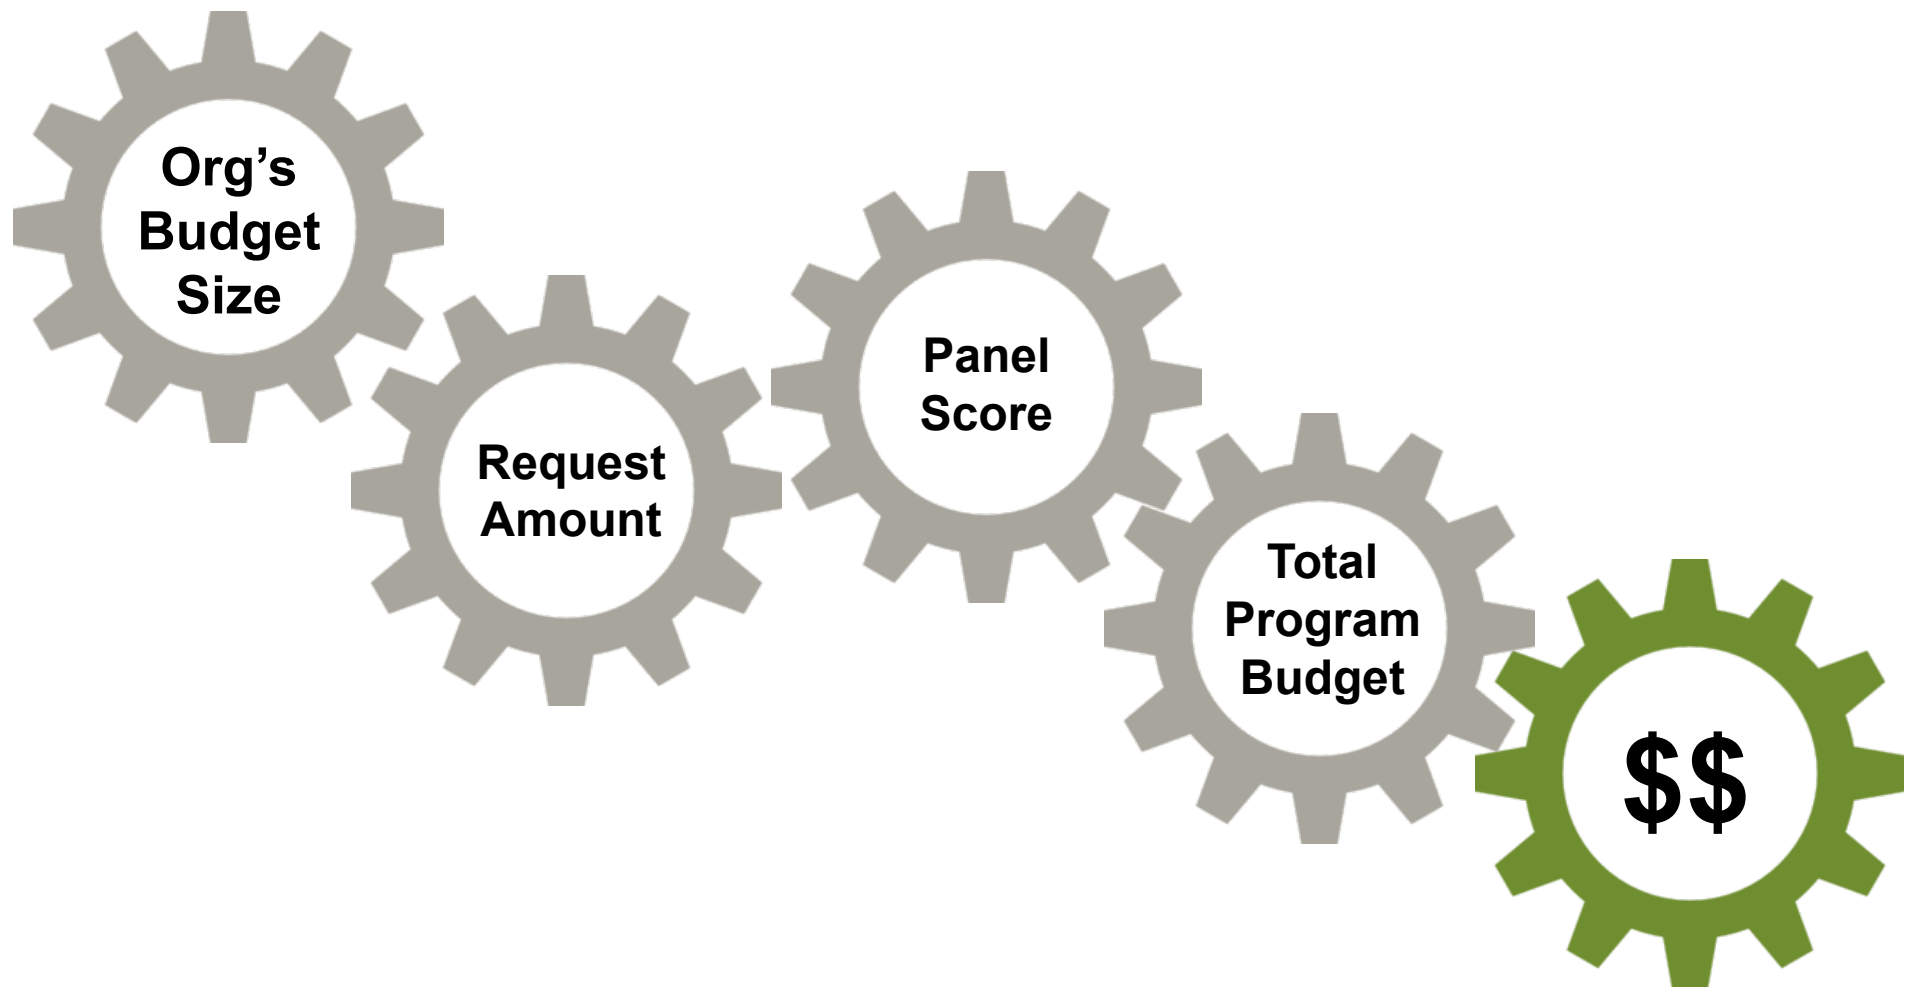 Org’s
Budget
Size
Request
Amount
Panel
Score
Total
Program
Budget
$$